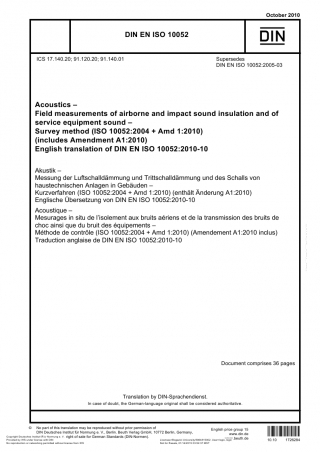 October 2010
DIN EN ISO 10052
DIN
ICS 17.140.20; 91.120.20; 91.140.01
Supersedes
DIN EN ISO 10052:2005-03
Acoustics –
Field measurements of airborne and impact sound insulation and of
service equipment sound –
Survey method (ISO 10052:2004 + Amd 1:2010)
(includes Amendment A1:2010)
English translation of DIN EN ISO 10052:2010-10
Akustik –
Messung der Luftschalldämmung und Trittschalldämmung und des Schalls von
haustechnischen Anlagen in Gebäuden –
Kurzverfahren (ISO 10052:2004 + Amd 1:2010) (enthält Änderung A1:2010)
Englische Übersetzung von DIN EN ISO 10052:2010-10
Acoustique –
Mesurages in situ de l'isolement aux bruits aériens et de la transmission des bruits de
choc ainsi que du bruit des équipements –
Méthode de contrôle (ISO 10052:2004 + Amd 1:2010) (Amendement A1:2010 inclus)
Traduction anglaise de DIN EN ISO 10052:2010-10
Document comprises 36 pages
Translation by DIN-Sprachendienst.
In case of doubt, the German-language original shall be considered authoritative.
No part of this translation may be reproduced without prior permission of
DIN Deutsches Institut für Normung e. V., Berlin. Beuth Verlag GmbH, 10772 Berlin, Germany,
right of sale for German Standards (DIN-Normen).
English price group 16
www.din.de
www.beuth.de